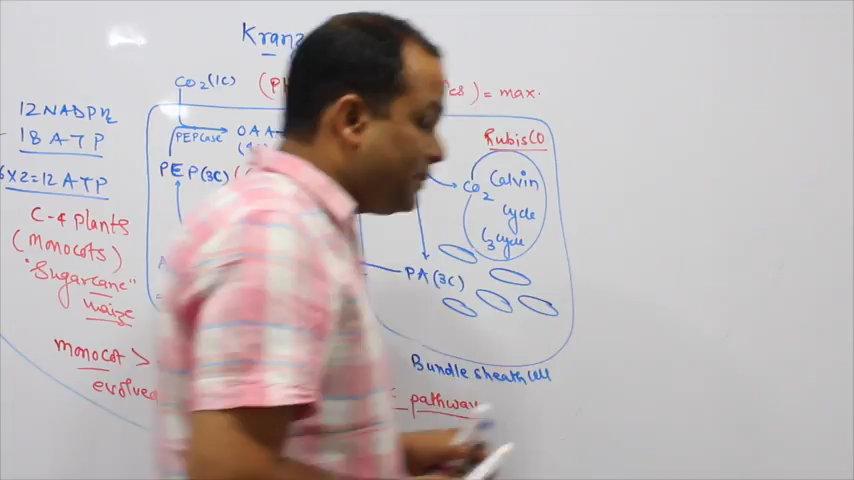 Kranz
CO₂ (1C)
= max.
12 NADPH₂
18 ATP
6x2=12 ATP
C-4 plants
(Monocots)
"Sugarcane"
maize
monocot >
evolved
PEPCase
OAA
PEP(3C)
RubisCO
CO₂
Calvin
cycle
C₃ cycle
PA (3C)
Bundle sheath cell
pathway